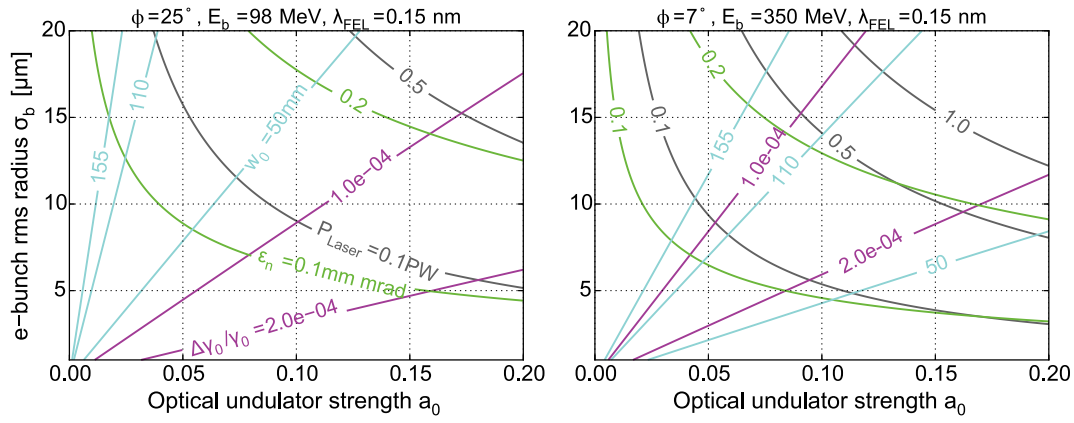 ϕ=25°, E_b=98 MeV, λ_FEL=0.15 nm
e−bunch rms radius σ_b [µm]
20
15
10
5
155
110
w_0 =50mm
0.2
0.5
1.0e−04
P_Laser =0.1PW
ε_n =0.1mm mrad
Δγ_0/γ_0 =2.0e−04
0.00
0.05
0.10
0.15
0.20
Optical undulator strength a_0
ϕ=7°, E_b=350 MeV, λ_FEL=0.15 nm
20
15
10
5
0.1
0.1
155
1.0e−04
110
0.2
0.5
1.0
2.0e−04
50
0.00
0.05
0.10
0.15
0.20
Optical undulator strength a_0